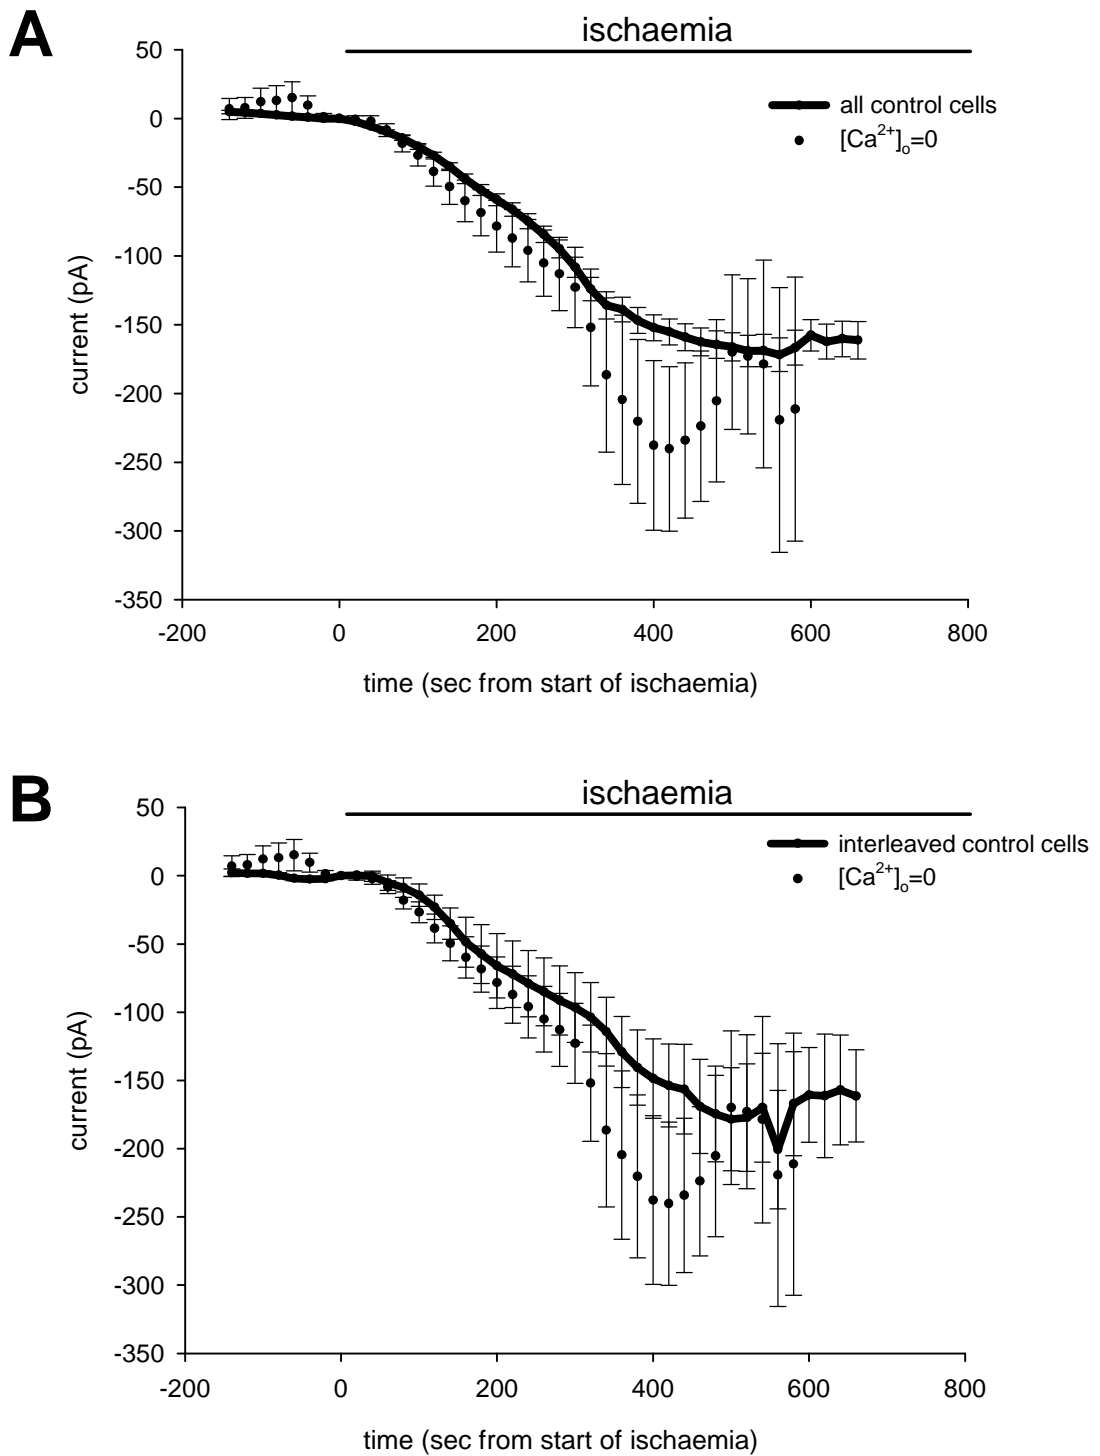 A
ischaemia
50
0
-50
-100
-150
-200
-250
-300
-350
current (pA)
all control cells
[Ca²⁺]ₒ=0
-200 0 200 400 600 800
time (sec from start of ischaemia)
B
ischaemia
50
0
-50
-100
-150
-200
-250
-300
-350
current (pA)
interleaved control cells
[Ca²⁺]ₒ=0
-200 0 200 400 600 800
time (sec from start of ischaemia)